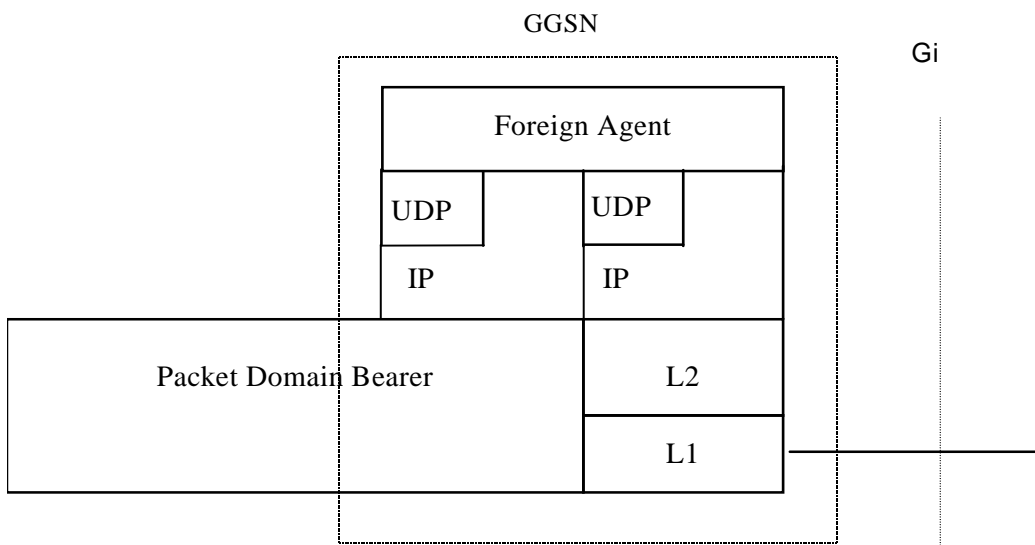 GGSN
Gi
Foreign Agent
UDP UDP
IP IP
Packet Domain Bearer L2
L1